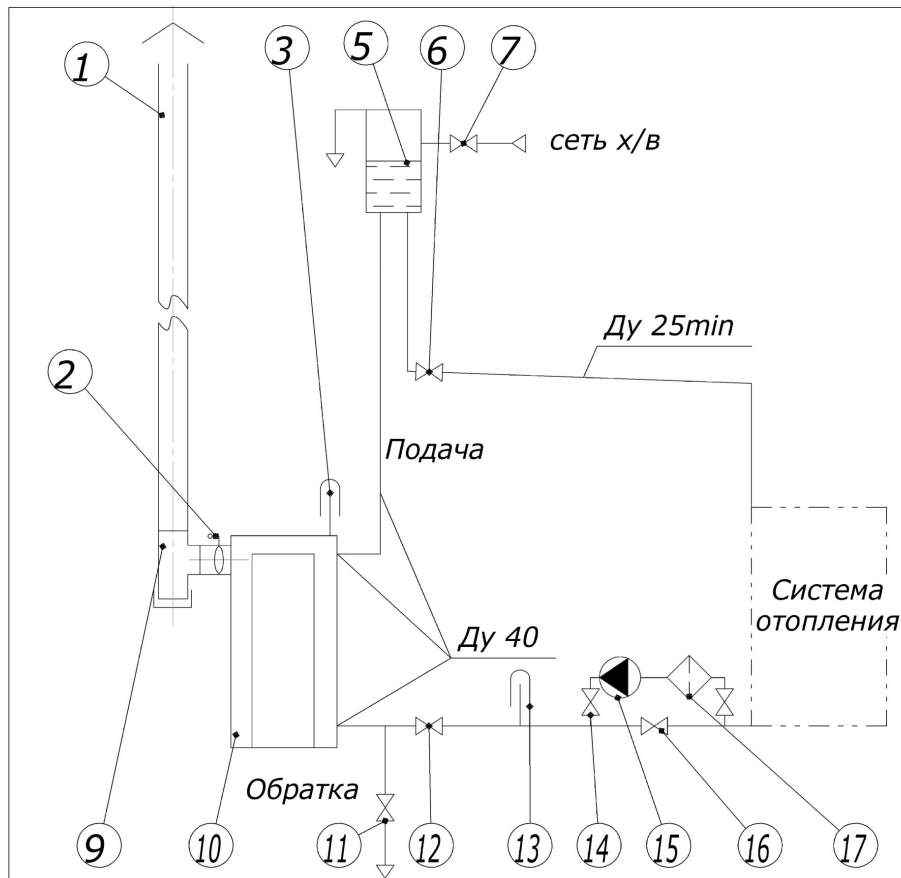 3
5
6
7
1
сеть х/в
Ду 25min
2
Подача
Система
отопления
Ду 40
Обратка
9
10
11
12
13
14
15
16
17